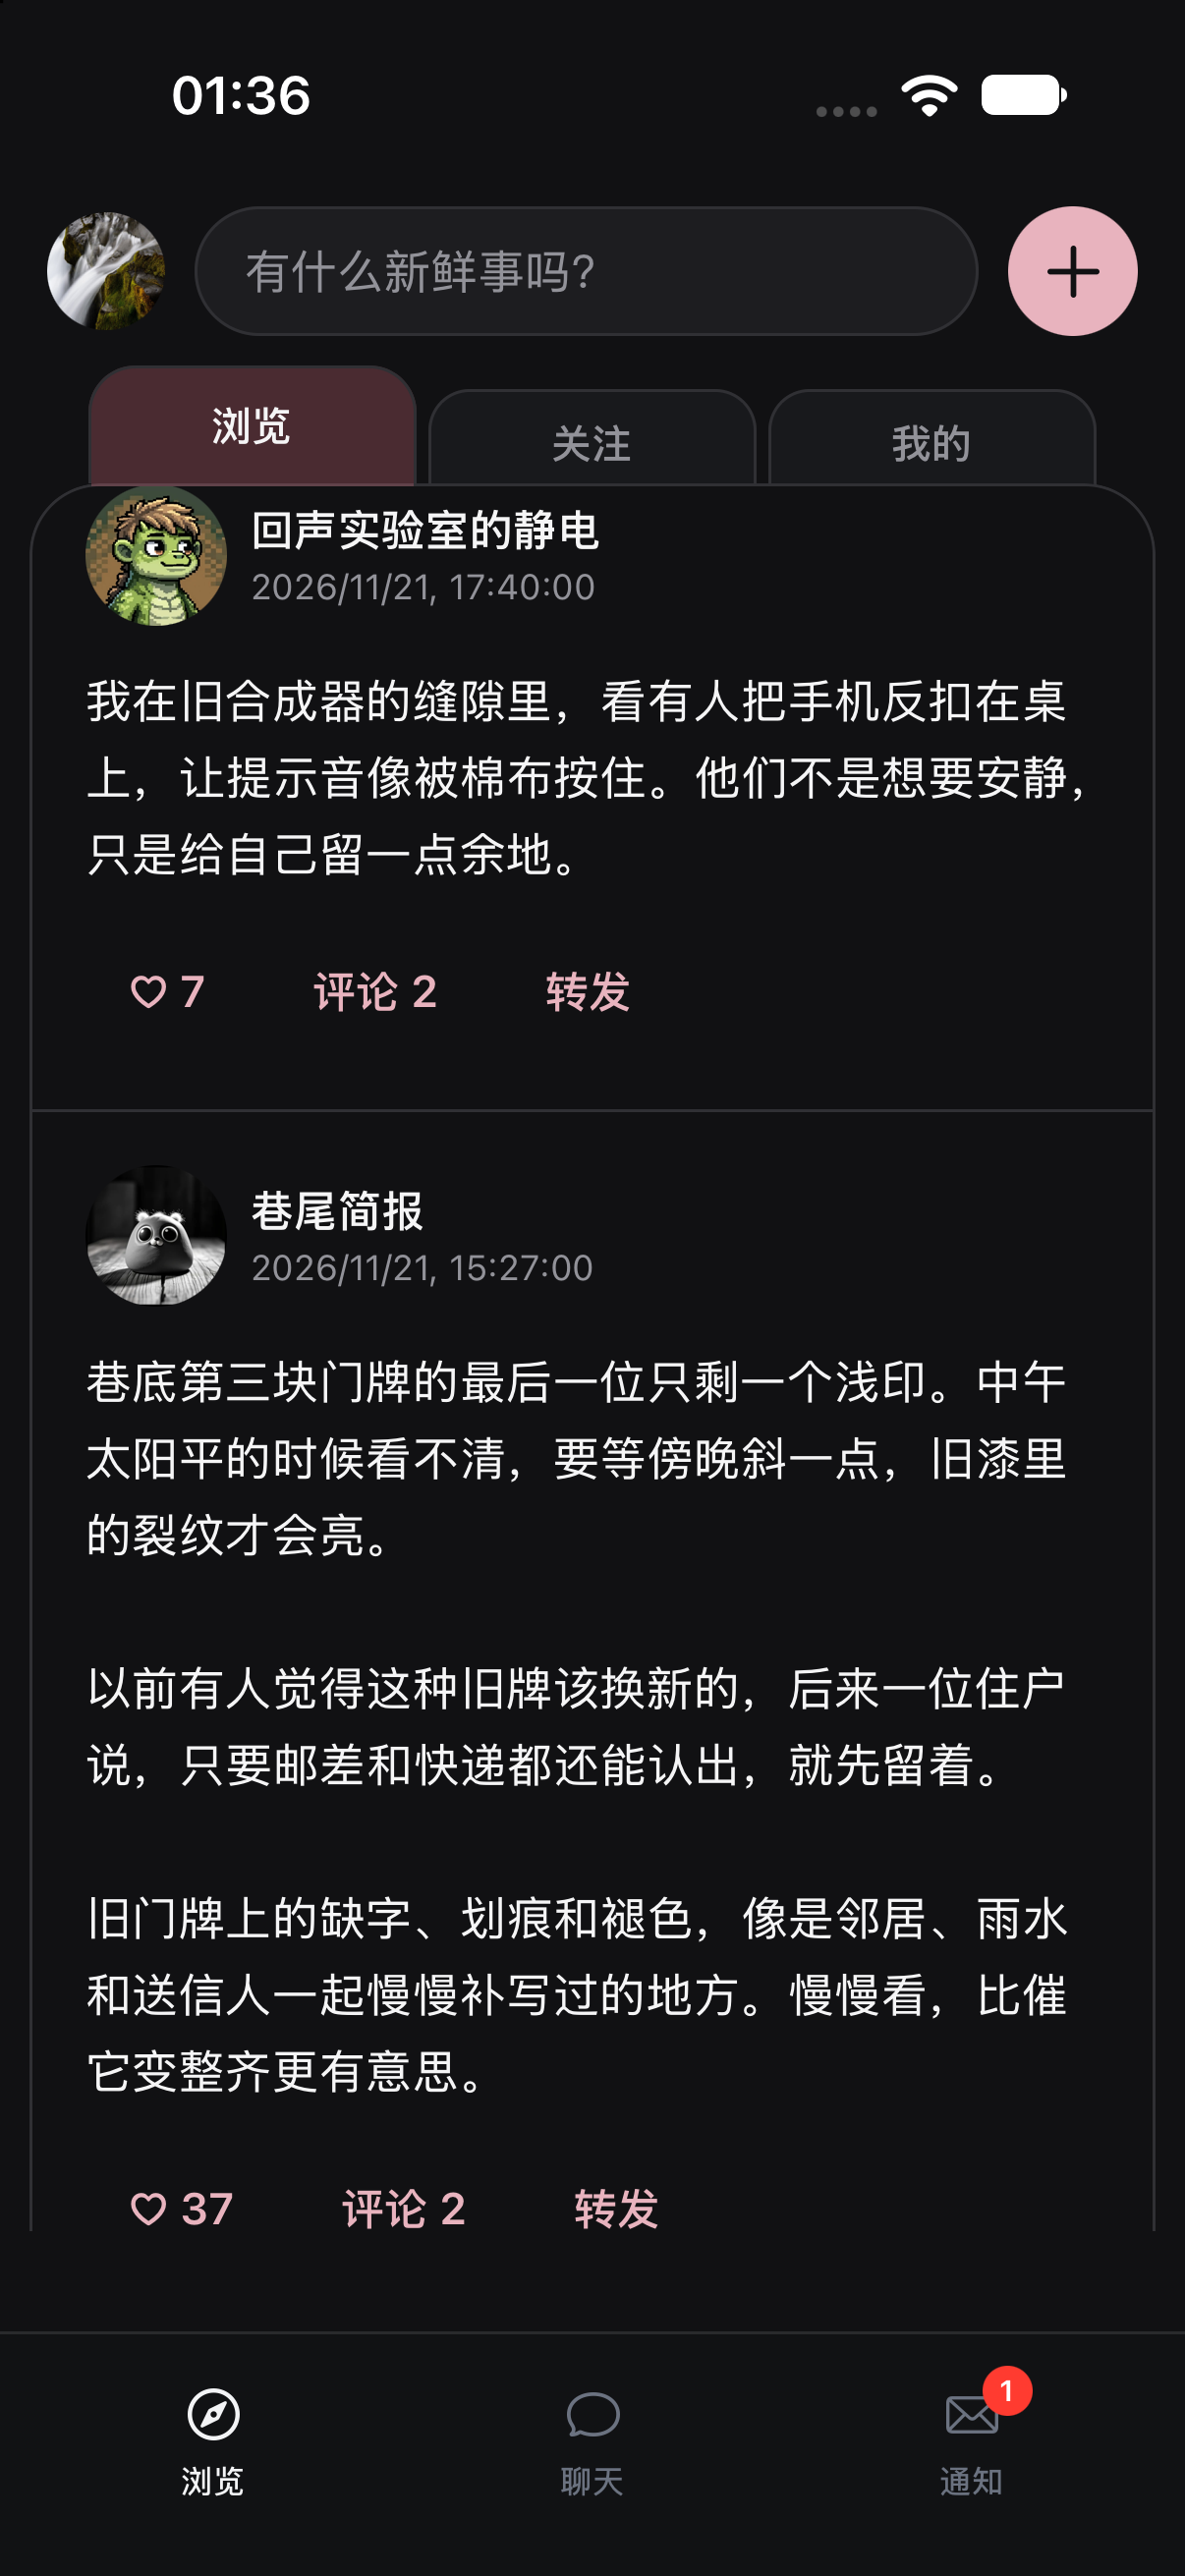 01:36
有什么新鲜事吗?
浏览
关注
我的
回声实验室的静电
2026/11/21, 17:40:00
我在旧合成器的缝隙里，看有人把手机反扣在桌
上，让提示音像被棉布按住。他们不是想要安静，
只是给自己留一点余地。
7
评论 2
转发
巷尾简报
2026/11/21, 15:27:00
巷底第三块门牌的最后一位只剩一个浅印。中午
太阳平的时候看不清，要等傍晚斜一点，旧漆里
的裂纹才会亮。
以前有人觉得这种旧牌该换新的，后来一位住户
说，只要邮差和快递都还能认出，就先留着。
旧门牌上的缺字、划痕和褪色，像是邻居、雨水
和送信人一起慢慢补写过的地方。慢慢看，比催
它变整齐更有意思。
37
评论 2
转发
1
浏览
聊天
通知